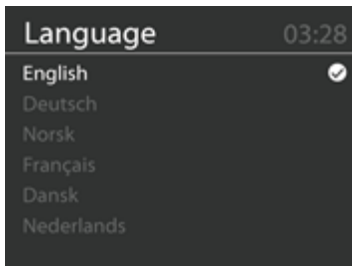 Language 03:28
English
Deutsch
Norsk
Français
Dansk
Nederlands